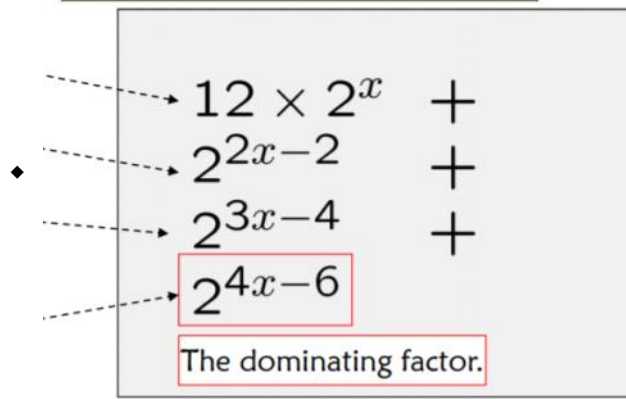 12 × 2^x +
2^{2x−2} +
2^{3x−4} +
2^{4x−6}
The dominating factor.